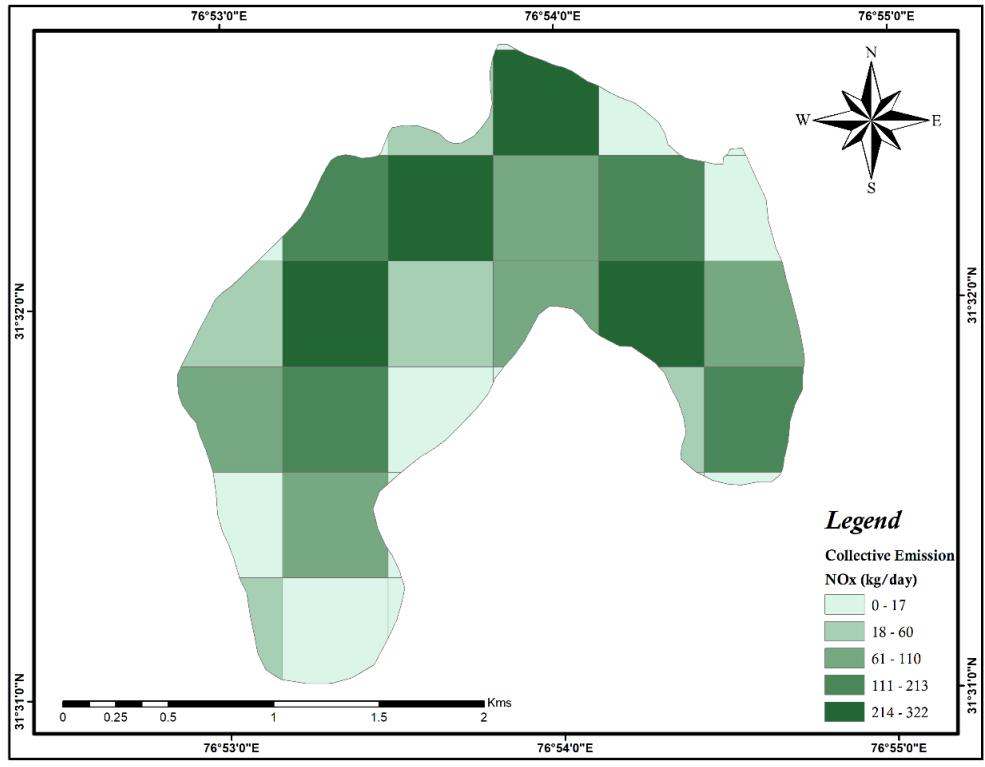 76°53'0"E 76°54'0"E 76°55'0"E
N
W E
S
31°32'0"N 31°32'0"N
Legend
Collective Emission
NOx (kg/day)
0 - 17
18 - 60
61 - 110
111 - 213
214 - 322
31°31'0"N 31°31'0"N
Kms
0 0.25 0.5 1 1.5 2
76°53'0"E 76°54'0"E 76°55'0"E